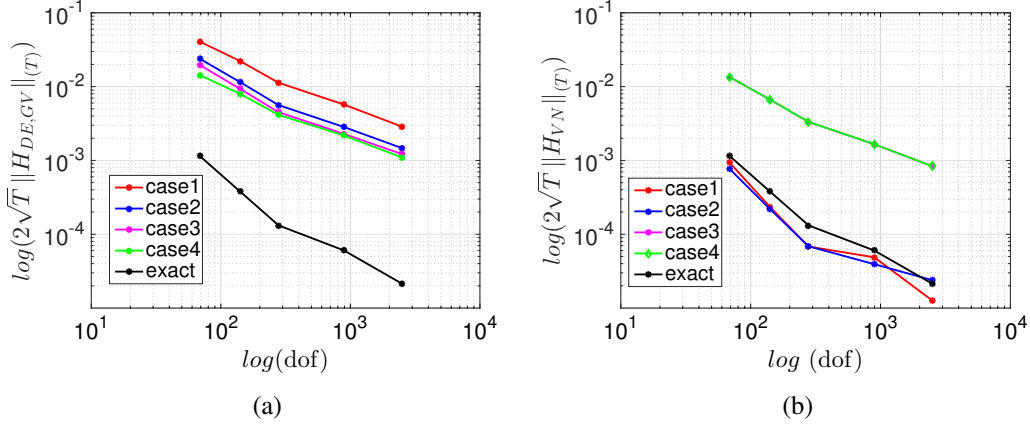 10^{-1}
10^{-2}
10^{-3}
10^{-4}
log(2√T ||H_{DE,GV}||_{(T)})
case1
case2
case3
case4
exact
10^1 10^2 10^3 10^4
log(dof)
(a)
10^{-1}
10^{-2}
10^{-3}
10^{-4}
log(2√T ||H_{VN}||_{(T)})
case1
case2
case3
case4
exact
10^1 10^2 10^3 10^4
log (dof)
(b)